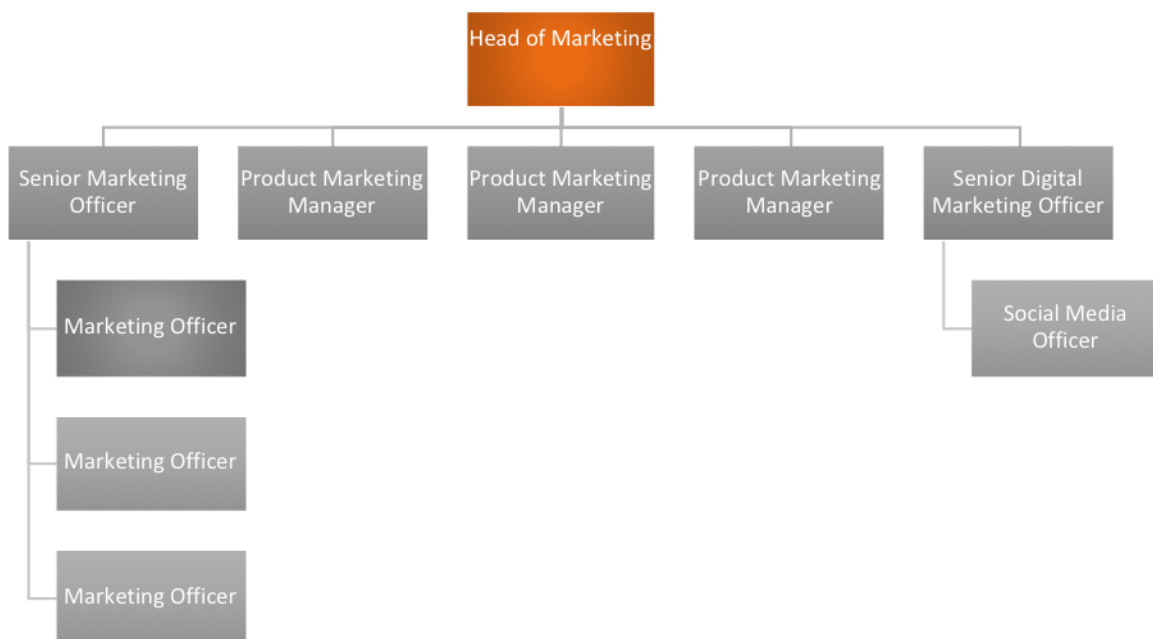 Head of Marketing
Senior Marketing
Officer
Product Marketing
Manager
Product Marketing
Manager
Product Marketing
Manager
Senior Digital
Marketing Officer
Marketing Officer
Social Media
Officer
Marketing Officer
Marketing Officer